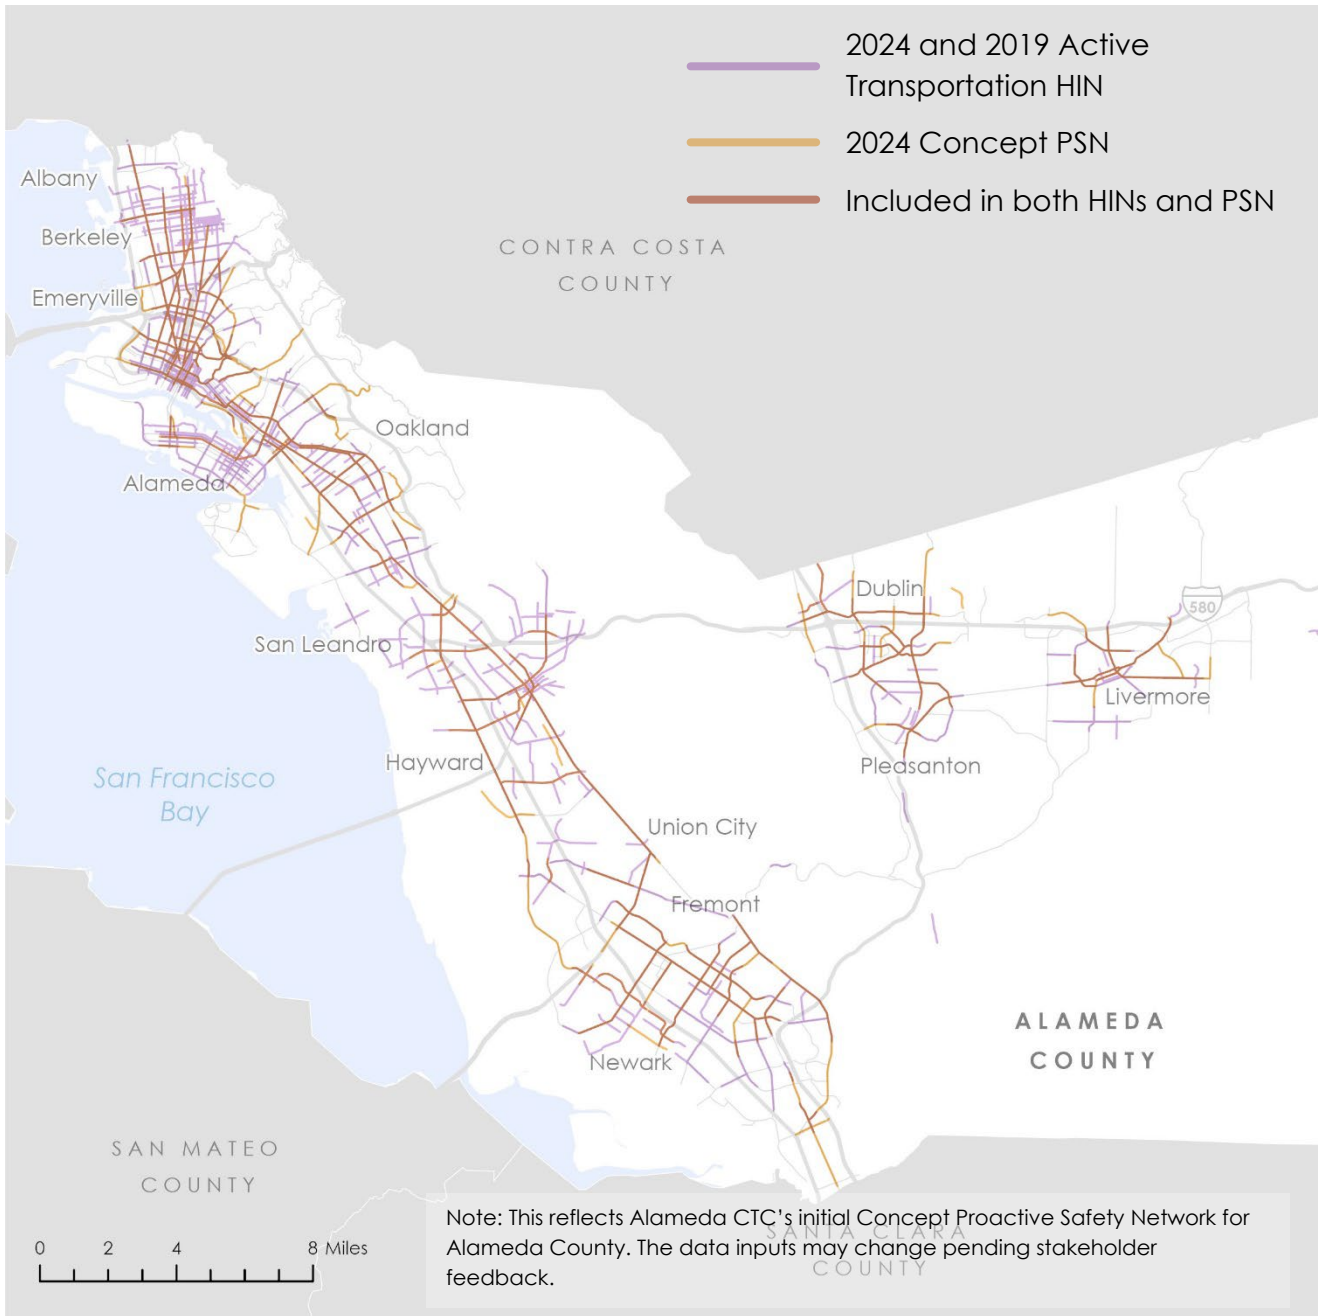 2024 and 2019 Active
Transportation HIN
2024 Concept PSN
Included in both HINs and PSN
Albany
Berkeley
Emeryville
CONTRA COSTA
COUNTY
Oakland
Alameda
Dublin
580
San Leandro
Livermore
Hayward
Pleasanton
San Francisco
Bay
Union City
Fremont
ALAMEDA
COUNTY
Newark
SAN MATEO
COUNTY
SANTA CLARA
COUNTY
Note: This reflects Alameda CTC’s initial Concept Proactive Safety Network for
Alameda County. The data inputs may change pending stakeholder
feedback.
0 2 4 8 Miles